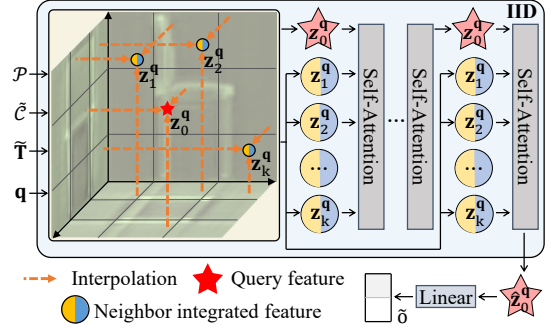 IID
𝒫
𝒞̃
T̃
q
z₁^q
z₂^q
z₀^q
z_k^q
z₀^q
z₁^q
z₂^q
...
z_k^q
Self-Attention
...
Self-Attention
z₀^q
z₁^q
z₂^q
...
z_k^q
Self-Attention
Interpolation
Query feature
Neighbor integrated feature
õ
Linear
ẑ₀^q